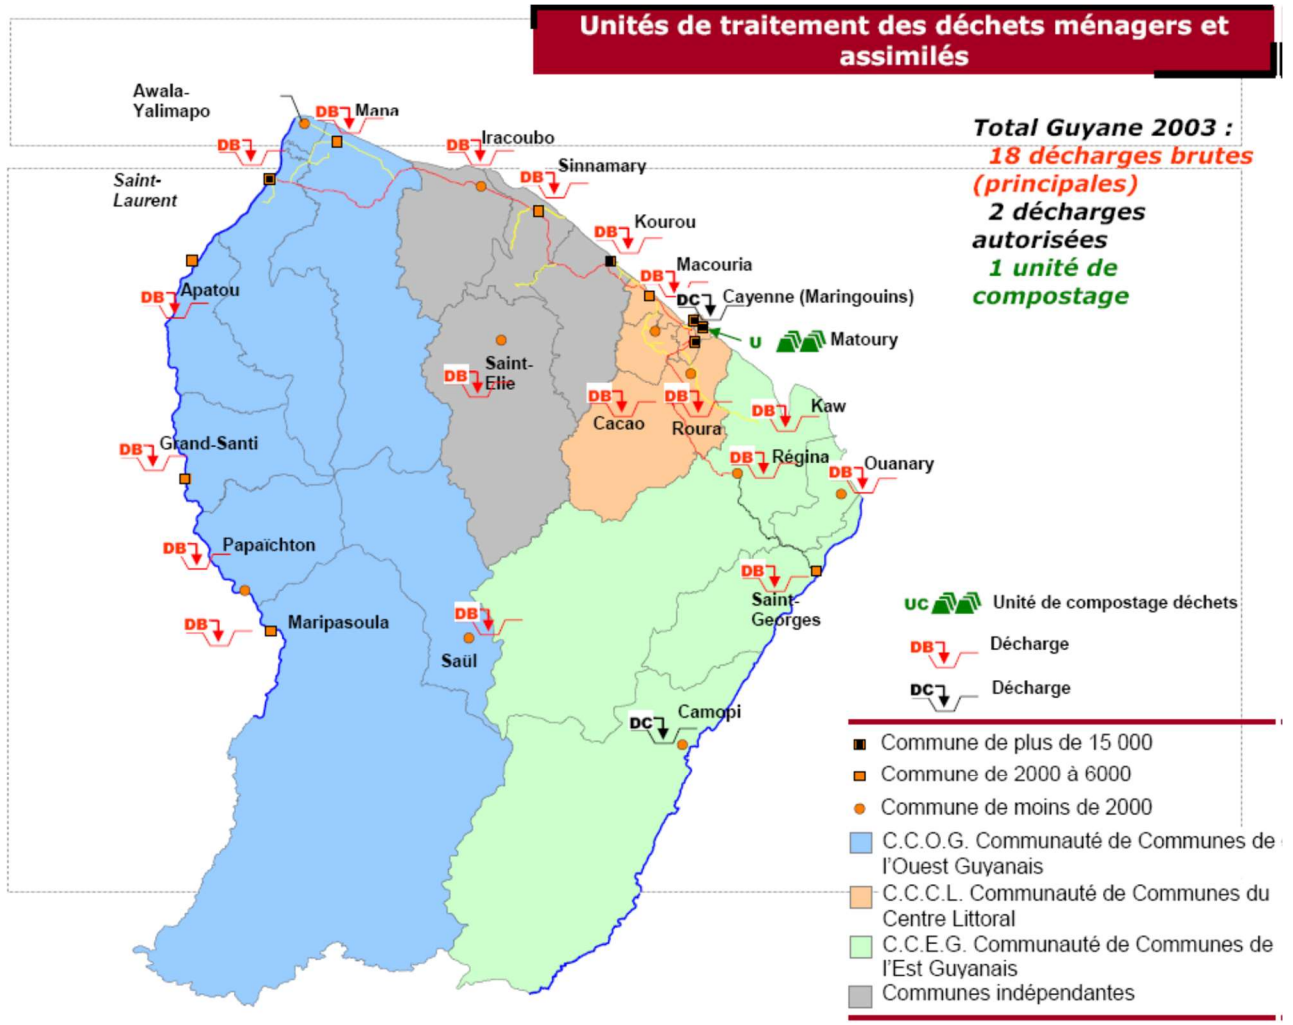 Unités de traitement des déchets ménagers et
assimilés
Total Guyane 2003 :
18 décharges brutes
(principales)
2 décharges
autorisées
1 unité de
compostage
Awala-
Yalimapo
DB Mana
DB
Saint-
Laurent
DB Iracoubo
DB Sinnamary
DB Kourou
DB Macouria
DC Cayenne (Maringouins)
U Matoury
DB Apatou
DB Saint-
Elie
DB
Cacao
DB
Roura
DB Kaw
DB Régina
DB Ouanary
DB Grand-Santi
DB Papaïchton
DB Maripasoula
DB
Saül
DB
Saint-
Georges
DC Camopi
UC Unité de compostage déchets
DB Décharge
DC Décharge
Commune de plus de 15 000
Commune de 2000 à 6000
Commune de moins de 2000
C.C.O.G. Communauté de Communes de
l'Ouest Guyanais
C.C.C.L. Communauté de Communes du
Centre Littoral
C.C.E.G. Communauté de Communes de
l'Est Guyanais
Communes indépendantes